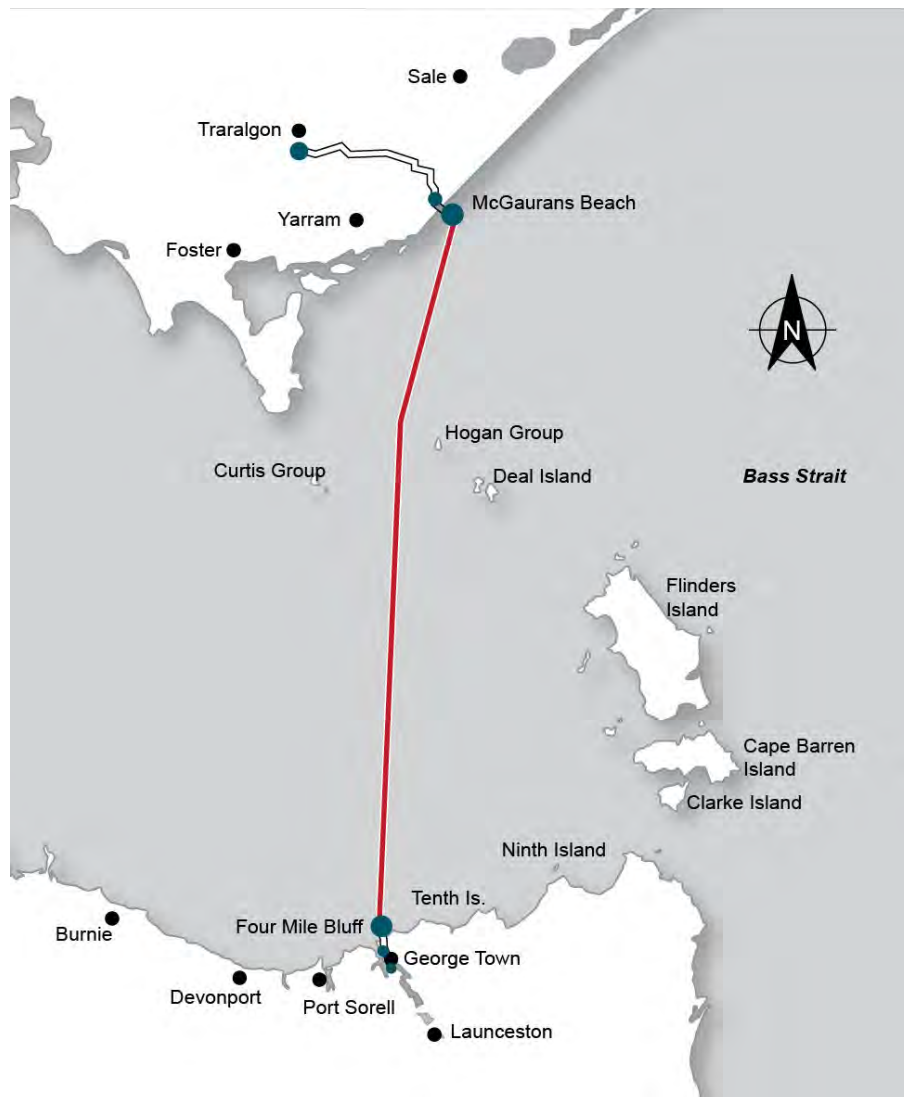 Sale
Traralgon
McGaurans Beach
Yarram
Foster
N
Hogan Group
Curtis Group
Deal Island
Bass Strait
Flinders
Island
Cape Barren
Island
Clarke Island
Ninth Island
Tenth Is.
Four Mile Bluff
Burnie
George Town
Devonport
Port Sorell
Launceston